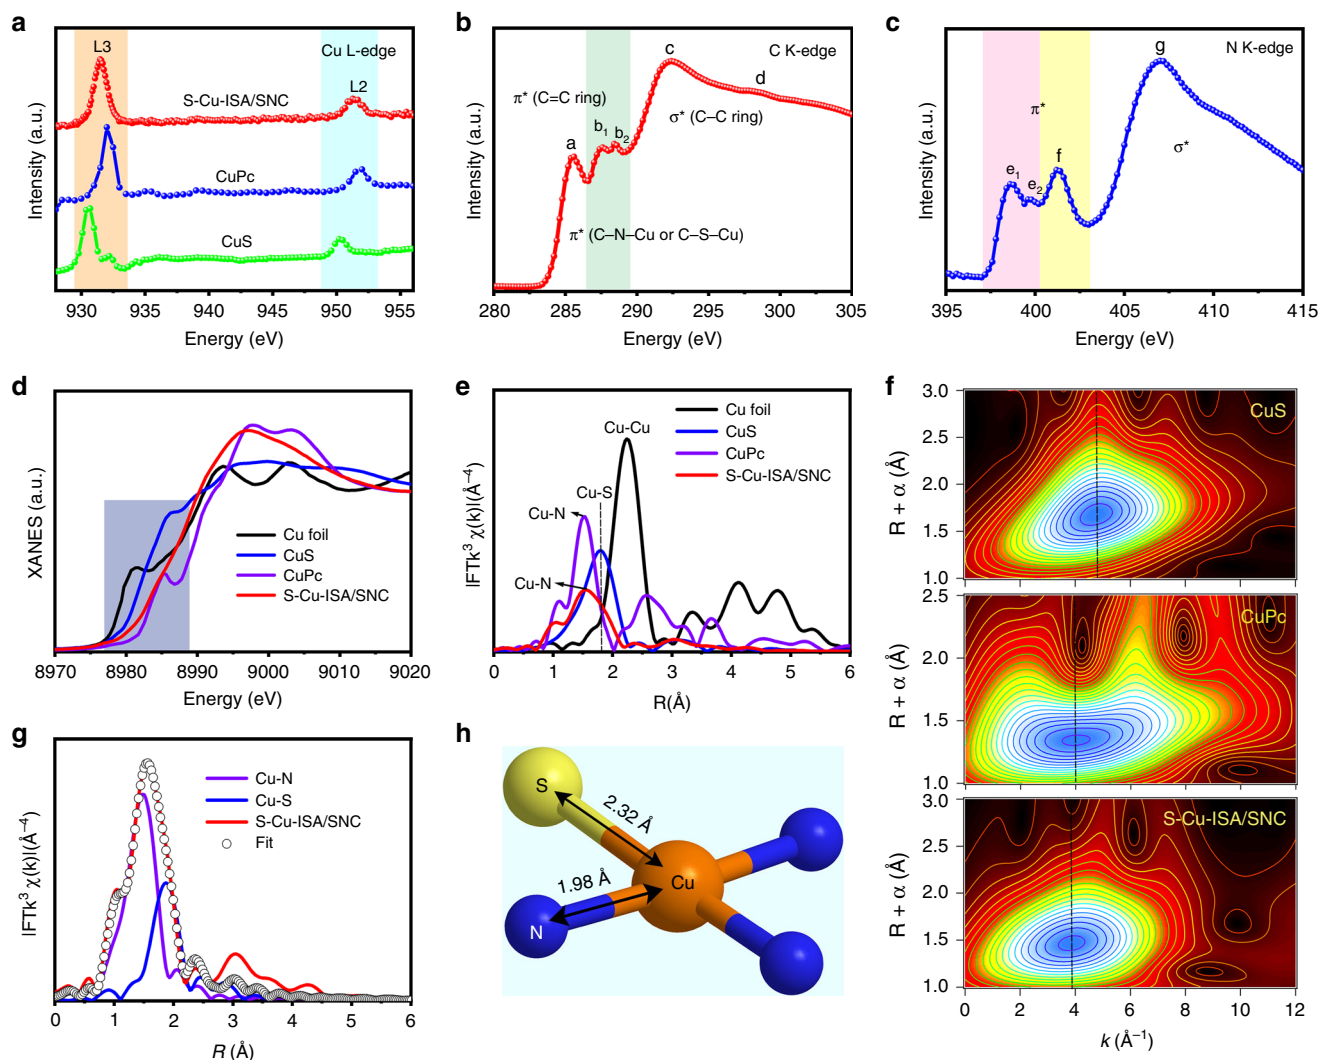 a
L3
Cu L-edge
L2
S-Cu-ISA/SNC
CuPc
CuS
Intensity (a.u.)
930 935 940 945 950 955
Energy (eV)
b
C K-edge
c
d
π* (C=C ring)
σ* (C–C ring)
a
b1
b2
π* (C–N–Cu or C–S–Cu)
Intensity (a.u.)
280 285 290 295 300 305
Energy (eV)
c
N K-edge
g
π*
σ*
e1
e2
f
Intensity (a.u.)
395 400 405 410 415
Energy (eV)
d
XANES (a.u.)
Cu foil
CuS
CuPc
S-Cu-ISA/SNC
8970 8980 8990 9000 9010 9020
Energy (eV)
e
Cu foil
CuS
CuPc
S-Cu-ISA/SNC
Cu-Cu
Cu-S
Cu-N
Cu-N
|FTk³ χ(k)|(Å⁻⁴)
0 1 2 3 4 5 6
R(Å)
f
3.0
2.5
2.0
1.5
1.0
R + α (Å)
CuS
2.5
2.0
1.5
1.0
R + α (Å)
CuPc
3.0
2.5
2.0
1.5
1.0
R + α (Å)
S-Cu-ISA/SNC
0 2 4 6 8 10 12
k (Å⁻¹)
g
Cu-N
Cu-S
S-Cu-ISA/SNC
Fit
|FTk³ χ(k)|(Å⁻⁴)
0 1 2 3 4 5 6
R (Å)
h
S
2.32 Å
Cu
1.98 Å
N